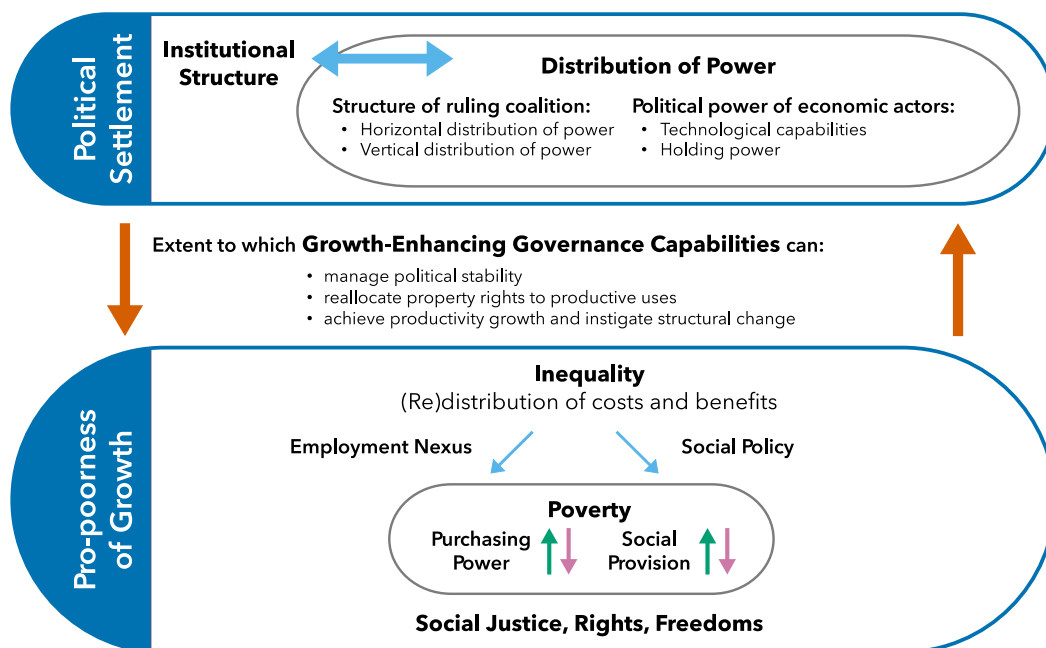 Political
Settlement
Institutional
Structure
Distribution of Power
Structure of ruling coalition:
• Horizontal distribution of power
• Vertical distribution of power
Political power of economic actors:
• Technological capabilities
• Holding power
Extent to which Growth-Enhancing Governance Capabilities can:
• manage political stability
• reallocate property rights to productive uses
• achieve productivity growth and instigate structural change
Pro-poorness
of Growth
Inequality
(Re)distribution of costs and benefits
Employment Nexus
Social Policy
Poverty
Purchasing
Power
Social
Provision
Social Justice, Rights, Freedoms